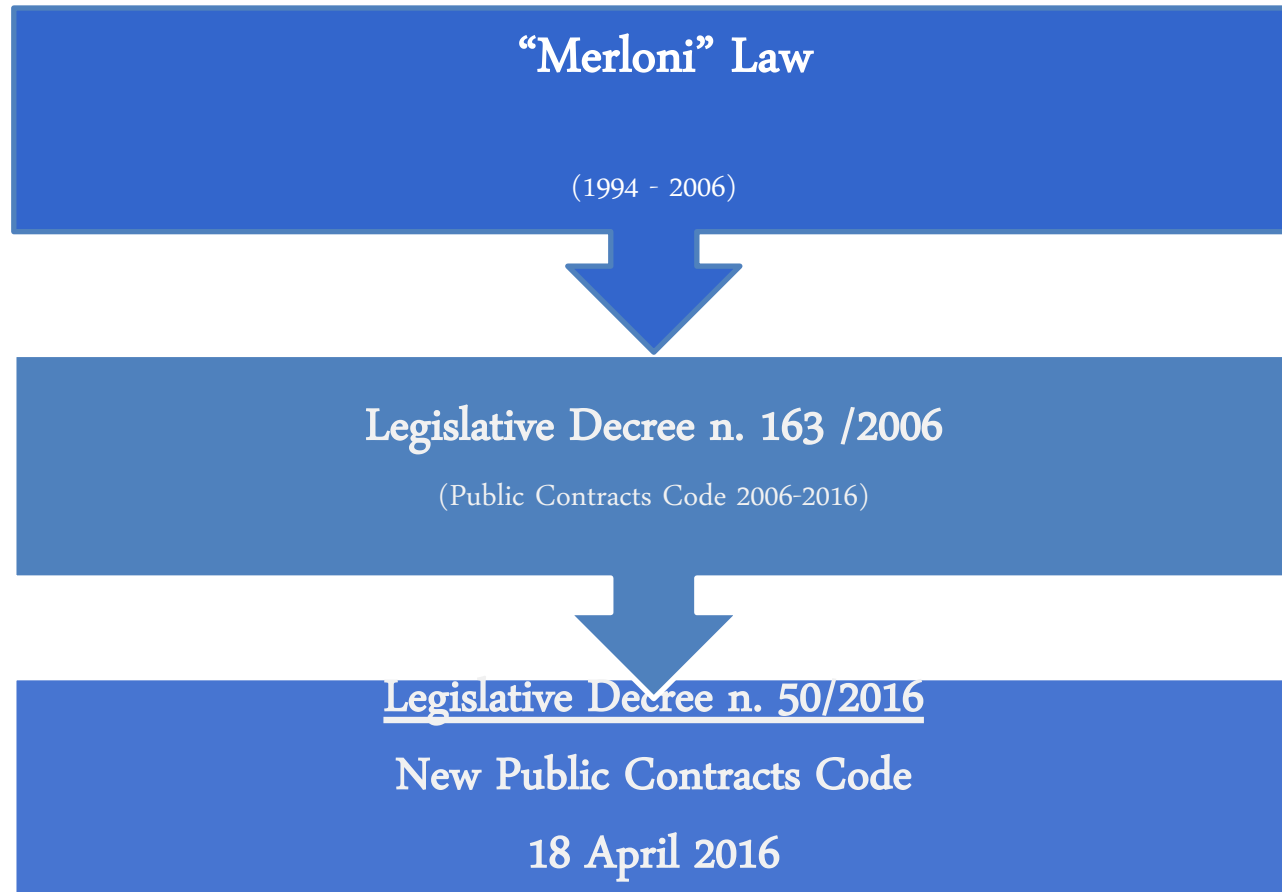 “Merloni” Law
(1994 - 2006)
Legislative Decree n. 163 /2006
(Public Contracts Code 2006-2016)
Legislative Decree n. 50/2016
New Public Contracts Code
18 April 2016